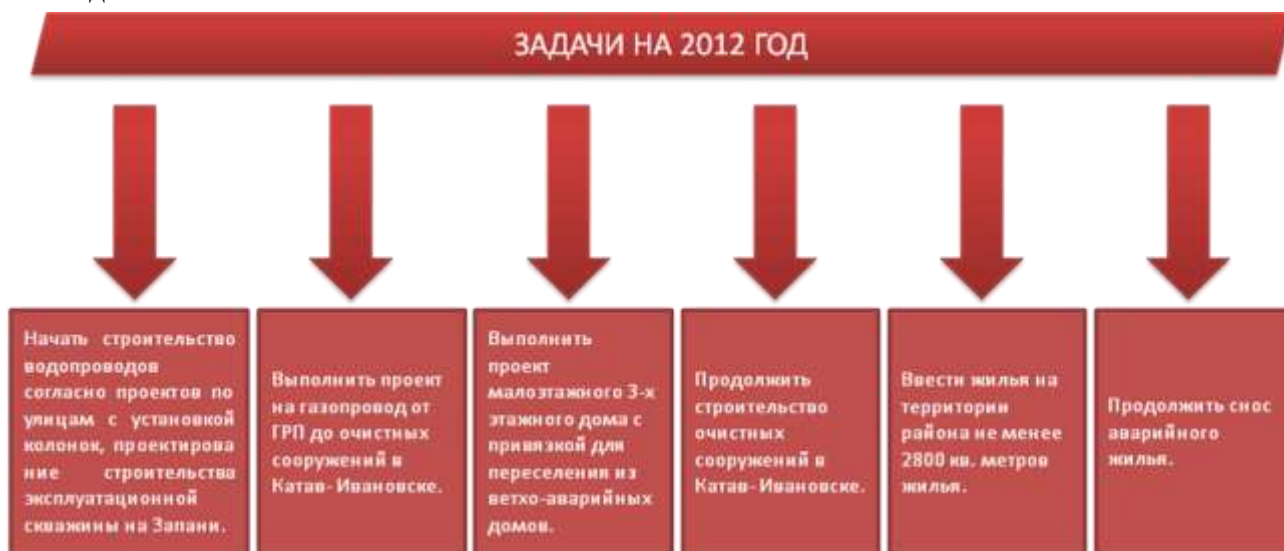 ЗАДАЧИ НА 2012 ГОД
Начать строительство
водопроводов
согласно проектов по
улицам с установкой
колонок, проектирова
ние строительства
эксплуатационной
скважины на Запани.
Выполнить проект
на газопровод от
ГРП до очистных
сооружений в
Катав- Ивановске.
Выполнить
проект
малоэтажного 3-х
этажного дома с
привязкой для
переселения из
ветхо-аварийных
домов.
Продолжить
строительство
очистных
сооружений в
Катав-Ивановске.
Ввести жилья на
территории
района не менее
2800 кв. метров
жилья.
Продолжить снос
аварийного
жилья.